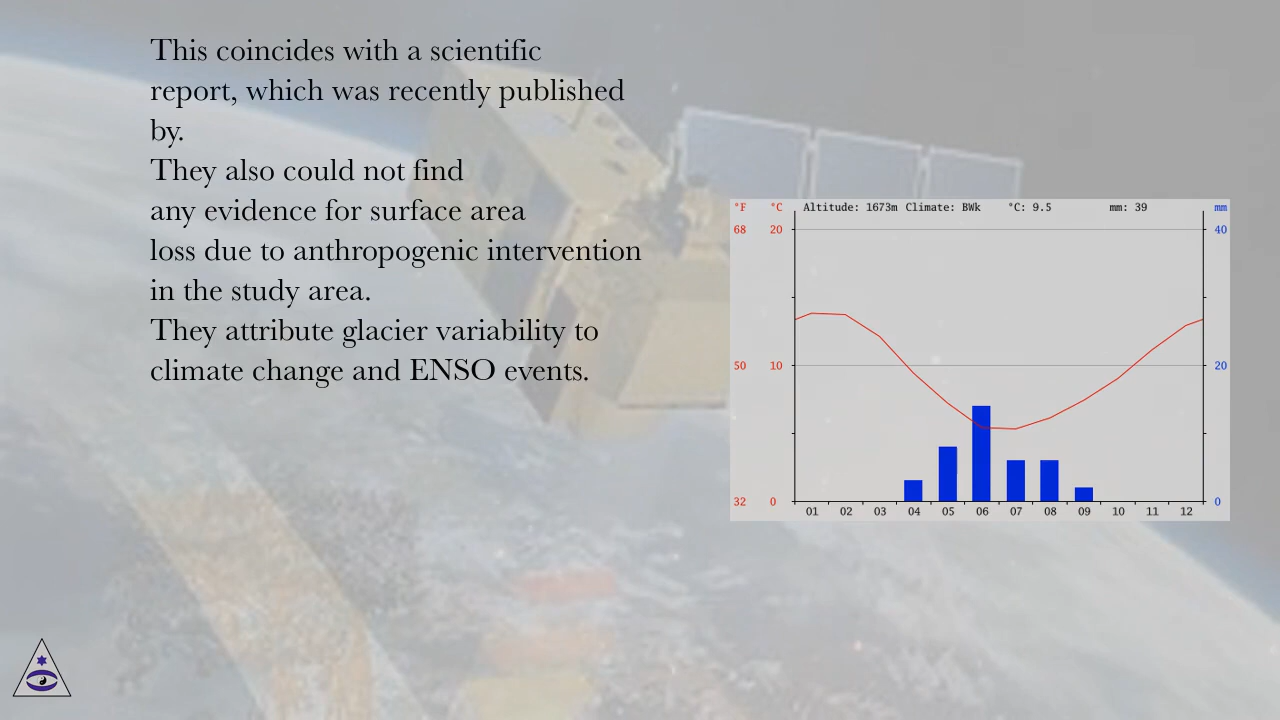 This coincides with a scientific
report, which was recently published
by.
They also could not find
any evidence for surface area
loss due to anthropogenic intervention
in the study area.
They attribute glacier variability to
climate change and ENSO events.
°F °C Altitude: 1673m Climate: BWk °C: 9.5 mm: 39 mm
68 20 40
50 10 20
32 0 0
01 02 03 04 05 06 07 08 09 10 11 12